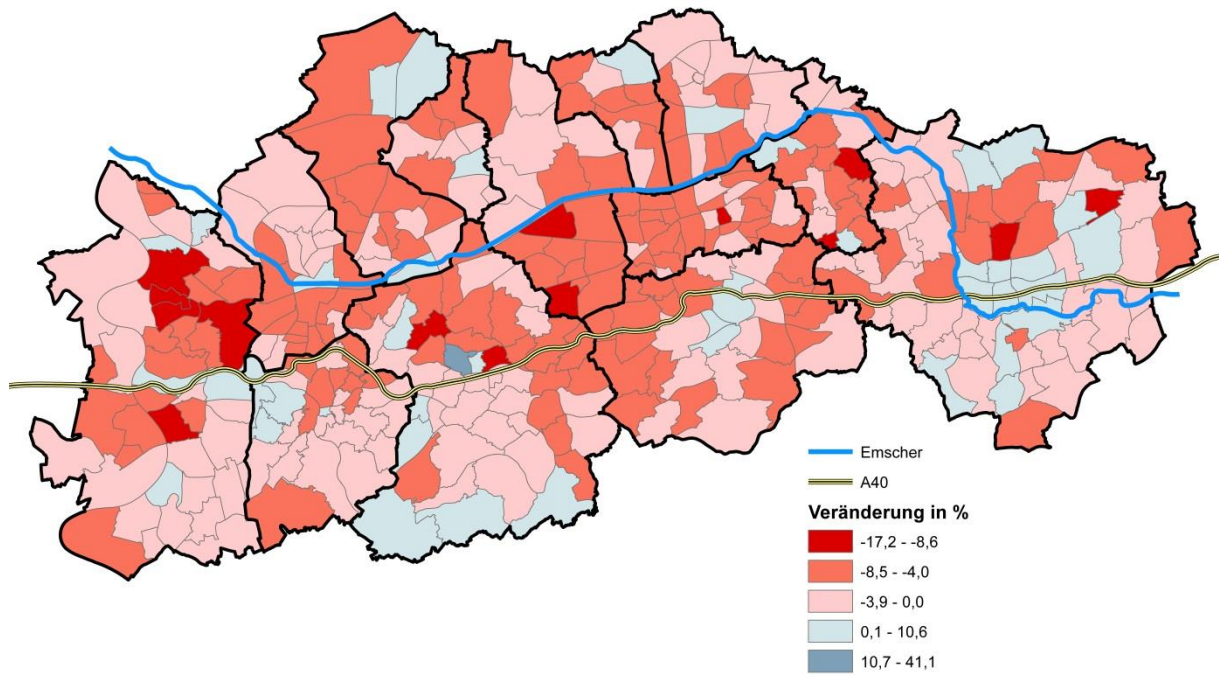 Emscher
A40
Veränderung in %
-17,2 - -8,6
-8,5 - -4,0
-3,9 - 0,0
0,1 - 10,6
10,7 - 41,1